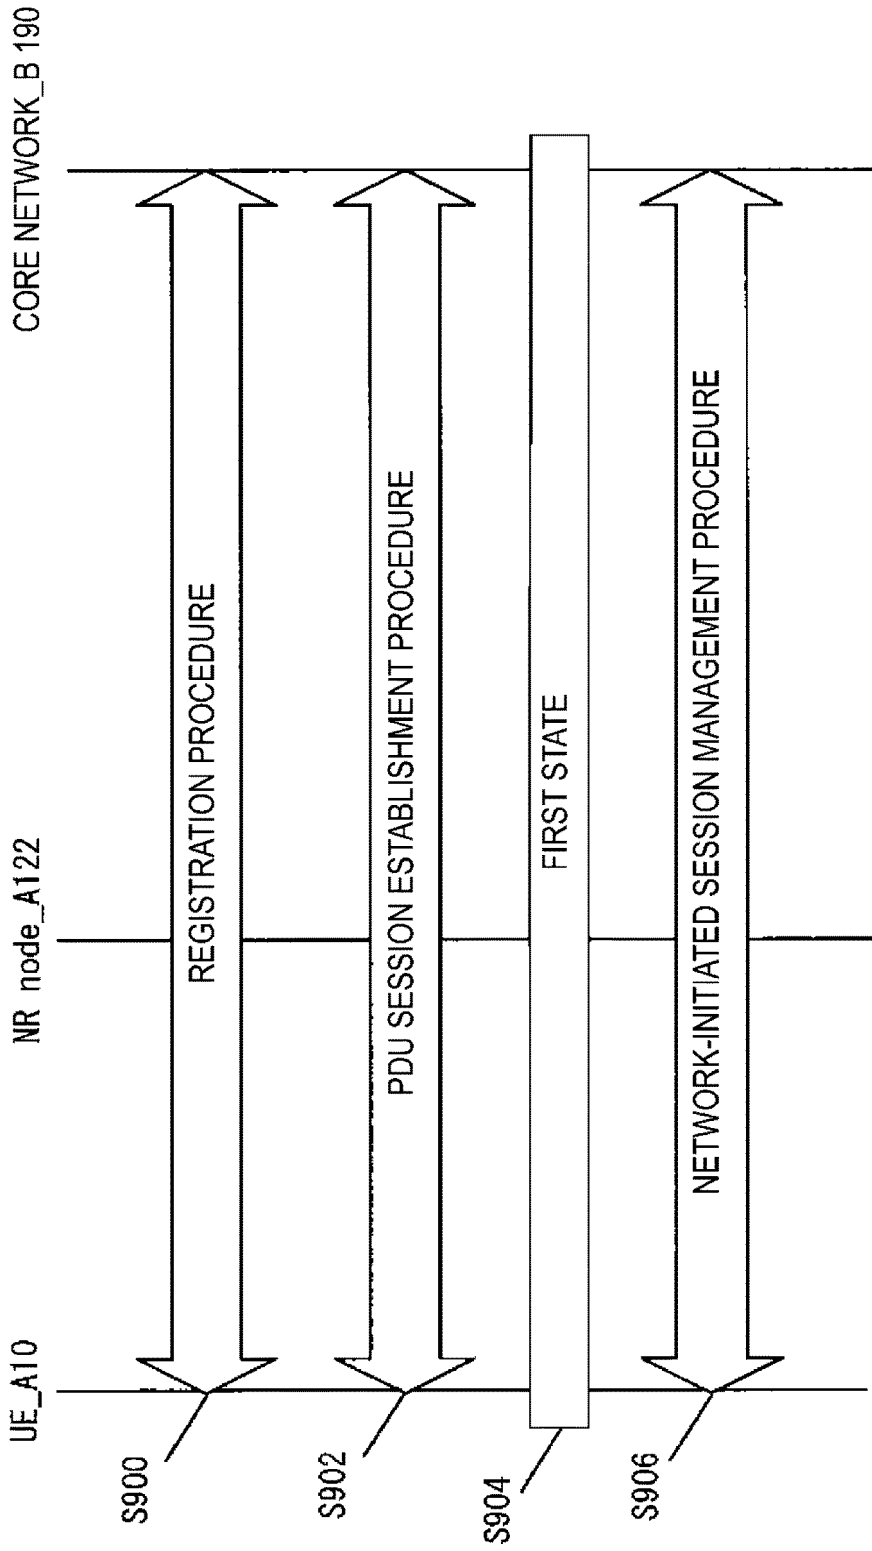 UE_A10
NR node_A122
CORE NETWORK_B 190
S900
REGISTRATION PROCEDURE
S902
PDU SESSION ESTABLISHMENT PROCEDURE
S904
FIRST STATE
S906
NETWORK-INITIATED SESSION MANAGEMENT PROCEDURE